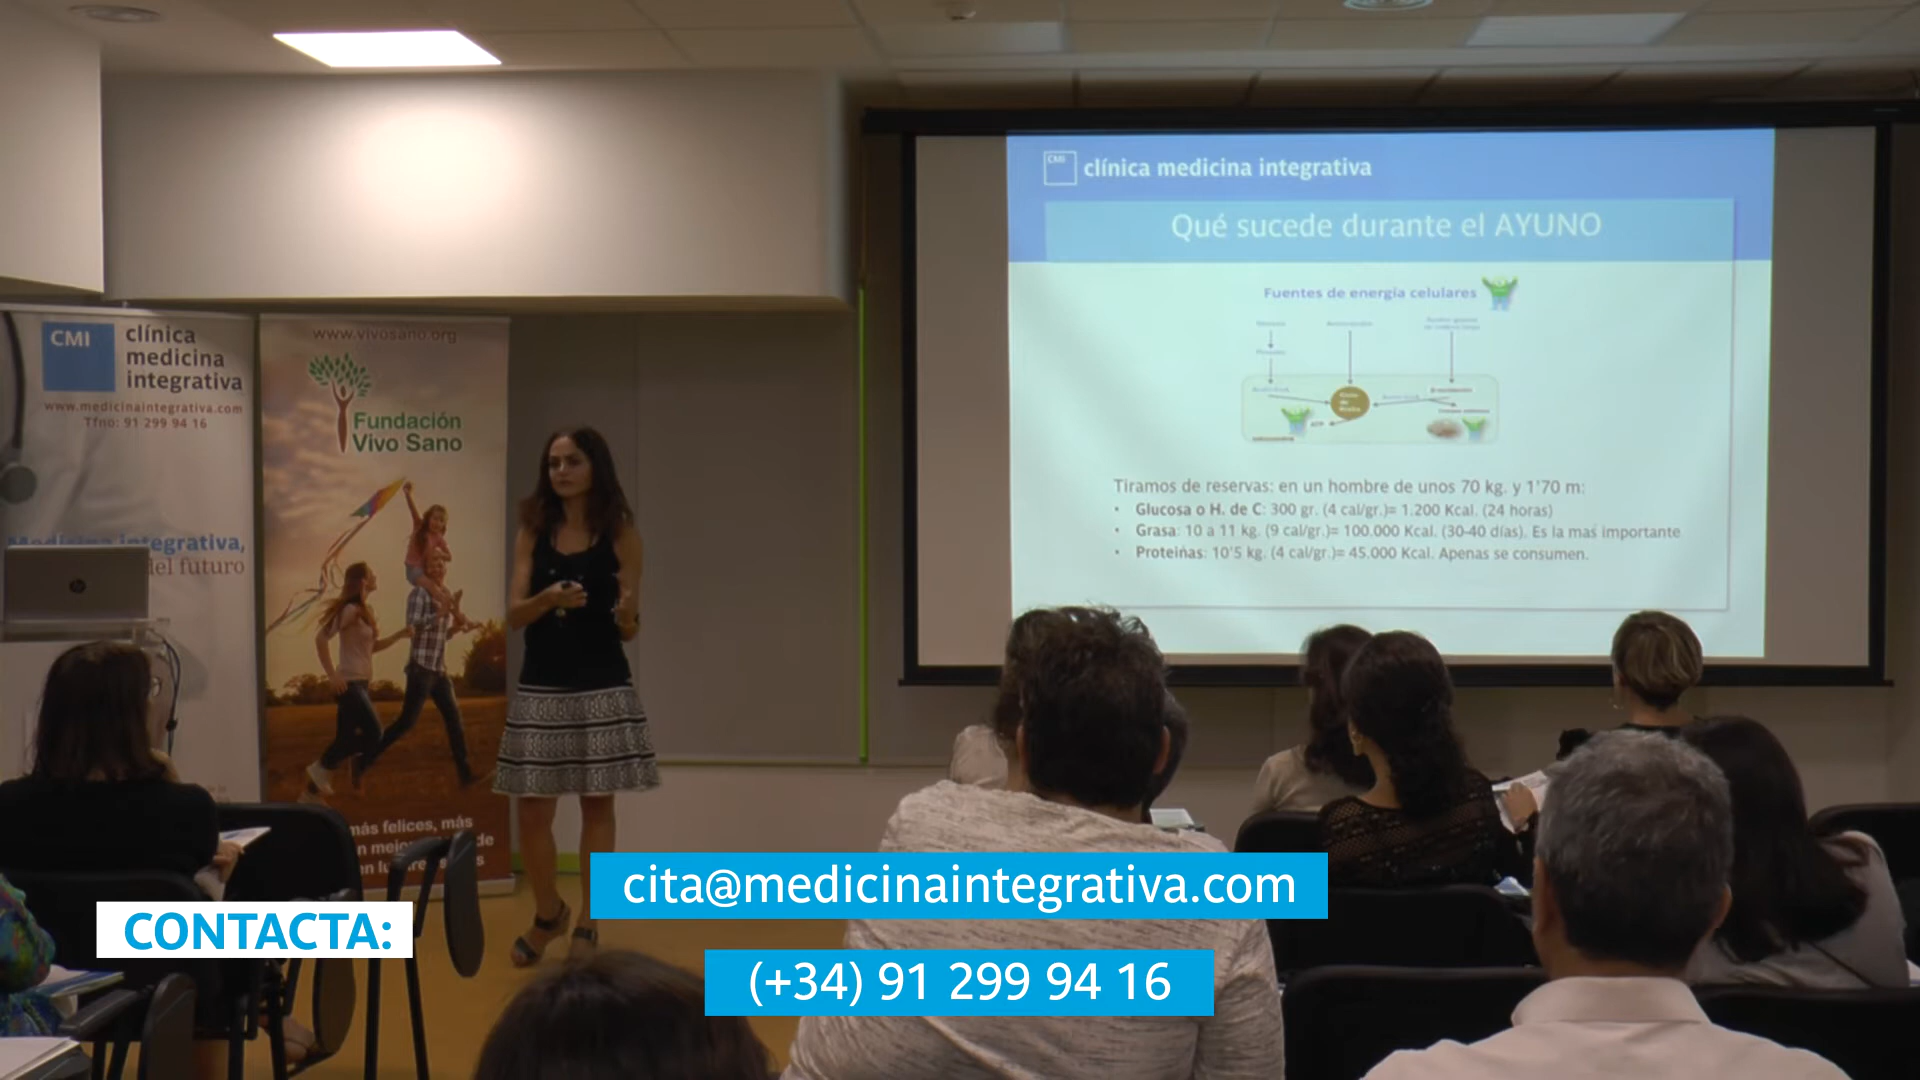 CMI
clínica medicina integrativa
Qué sucede durante el AYUNO
Fuentes de energía celulares
Tiramos de reservas: en un hombre de unos 70 kg. y 1'70 m:
• Glucosa o H. de C: 300 gr. (4 cal/gr.)= 1.200 Kcal. (24 horas)
• Grasa: 10 a 11 kg. (9 cal/gr.)= 100.000 Kcal. (30-40 días). Es la mas importante
• Proteínas: 10'5 kg. (4 cal/gr.)= 45.000 Kcal. Apenas se consumen.
CMI
clínica
medicina
integrativa
www.medicinaintegrativa.com
Tfno: 91 299 94 16
Medicina integrativa,
del futuro
www.vivosano.org
Fundación
Vivo Sano
más felices, más
CONTACTA:
cita@medicinaintegrativa.com
(+34) 91 299 94 16